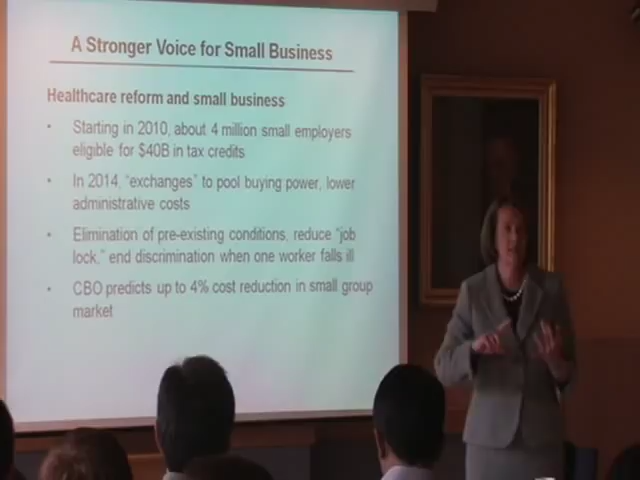 A Stronger Voice for Small Business
Healthcare reform and small business
• Starting in 2010, about 4 million small employers
eligible for $40B in tax credits
• In 2014, "exchanges" to pool buying power, lower
administrative costs
• Elimination of pre-existing conditions, reduce "job
lock," end discrimination when one worker falls ill
• CBO predicts up to 4% cost reduction in small group
market